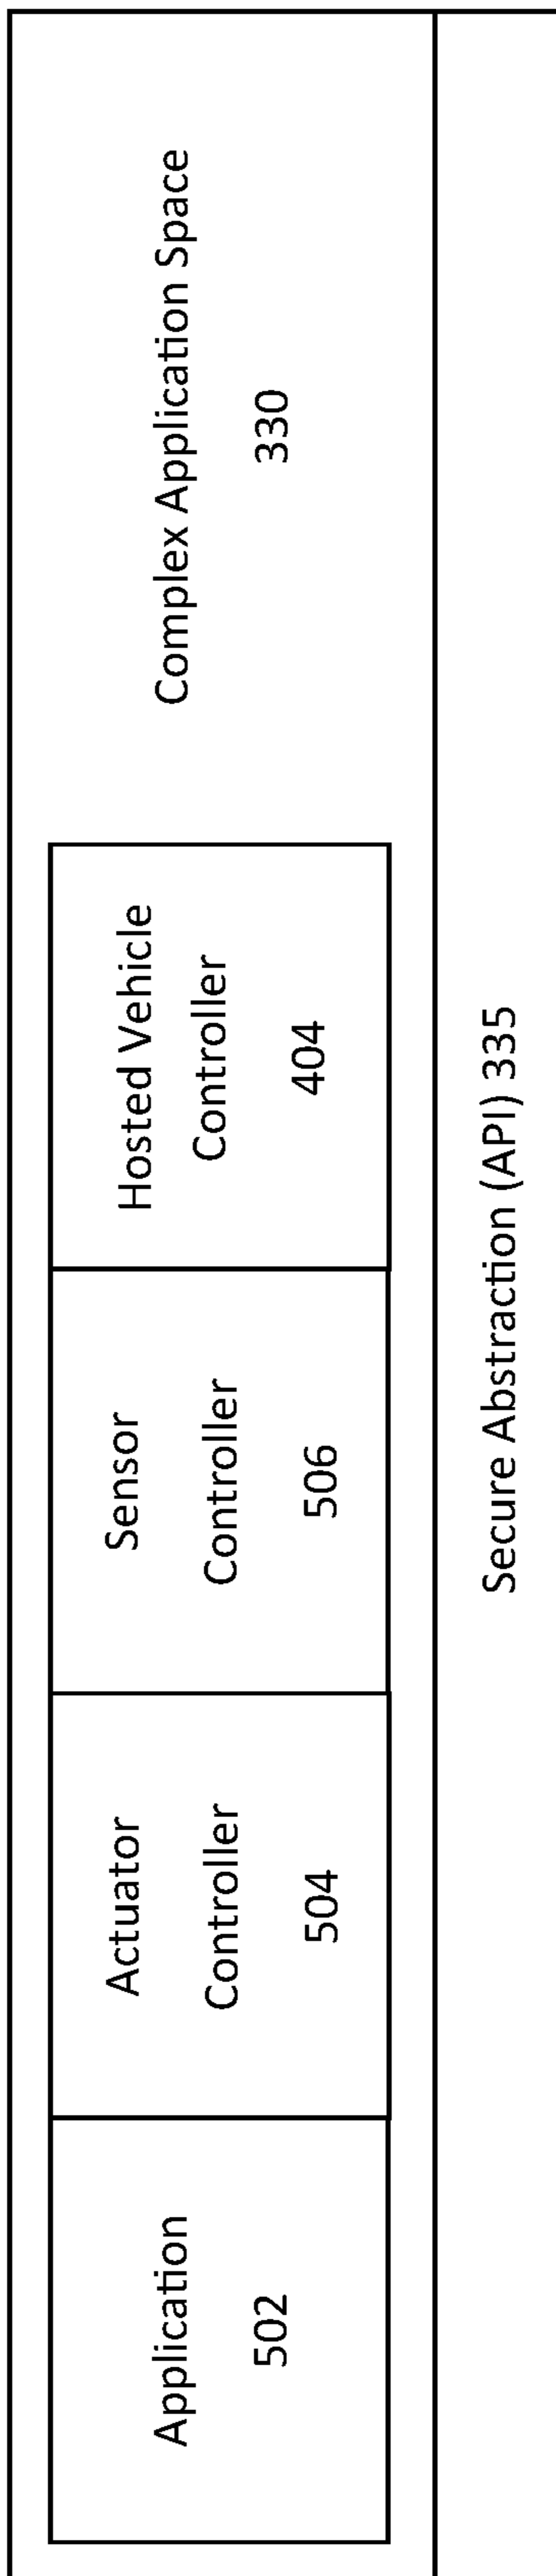 Application
502
Actuator
Controller
504
Sensor
Controller
506
Hosted Vehicle
Controller
404
Complex Application Space
330
Secure Abstraction (API) 335